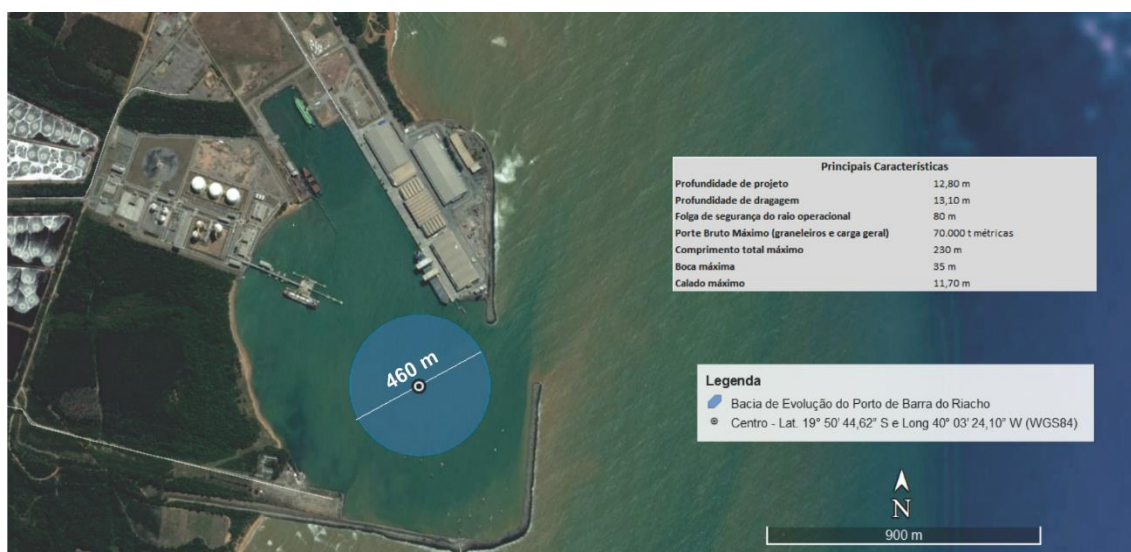 460 m
Principais Características
Profundidade de projeto 12,80 m
Profundidade de dragagem 13,10 m
Folga de segurança do raio operacional 80 m
Porte Bruto Máximo (graneleiros e carga geral) 70.000 t métricas
Comprimento total máximo 230 m
Boca máxima 35 m
Calado máximo 11,70 m
Legenda
Bacia de Evolução do Porto de Barra do Riacho
Centro - Lat. 19° 50' 44,62" S e Long 40° 03' 24,10" W (WGS84)
N
900 m